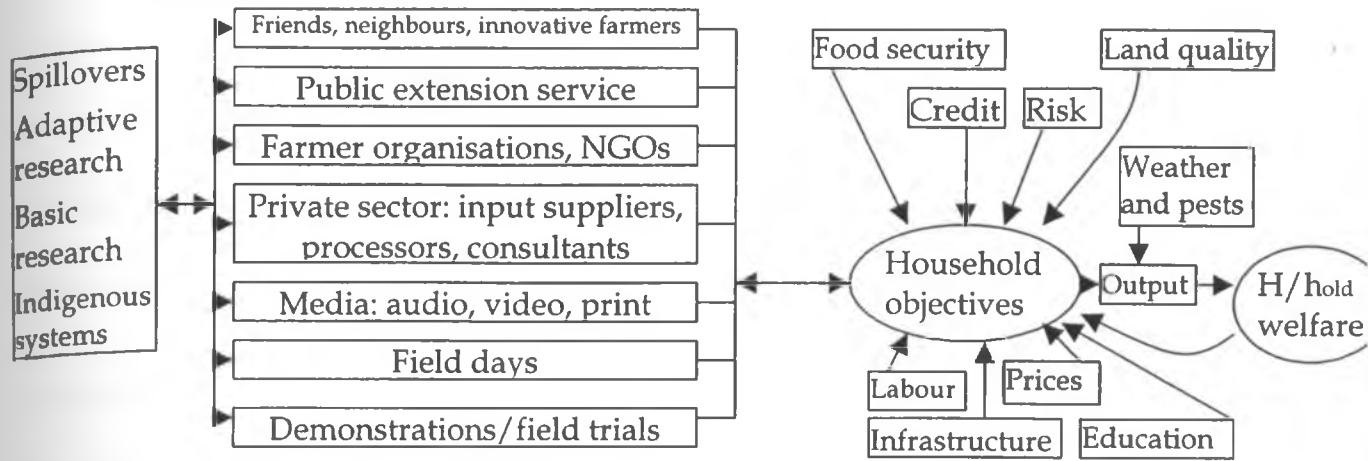 Spillovers
Adaptive
research
Basic
research
Indigenous
systems
Friends, neighbours, innovative farmers
Public extension service
Farmer organisations, NGOs
Private sector: input suppliers,
processors, consultants
Media: audio, video, print
Field days
Demonstrations/field trials
Food security
Land quality
Credit
Risk
Weather
and pests
Household
objectives
Output
H/hold
welfare
Labour
Prices
Infrastructure
Education